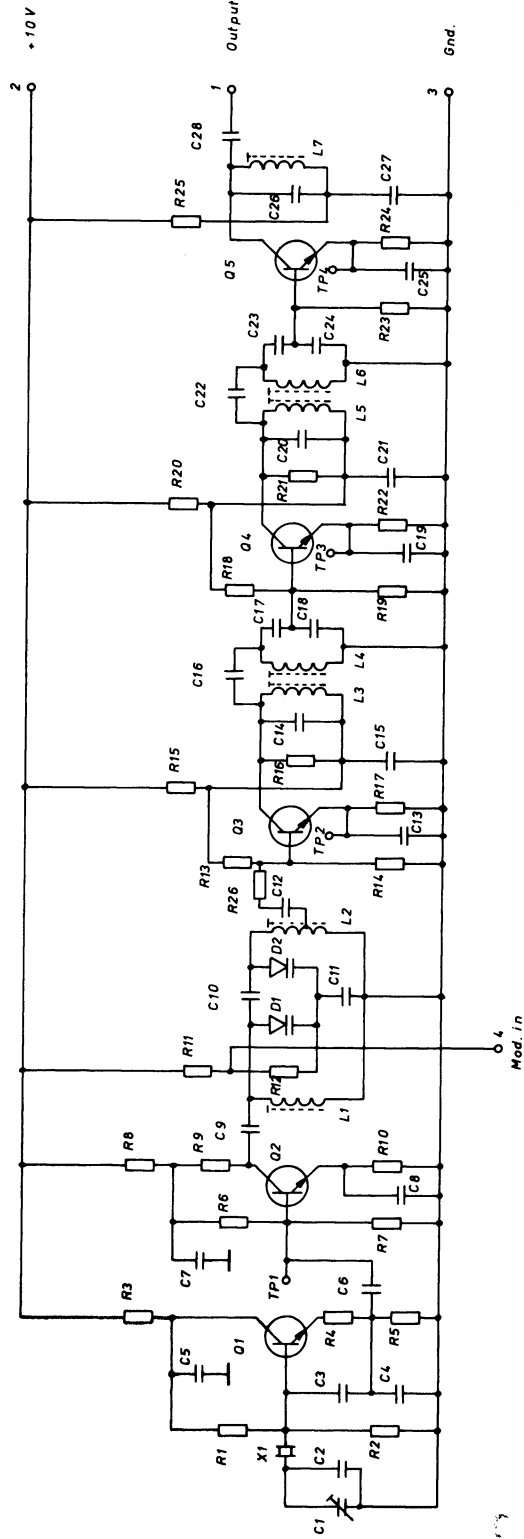 2
+10V
1
Output
3
Gnd.
4
Mod. in
C1
C2
X1
R1
R2
C3
C4
C5
R3
Q1
R4
R5
C6
TP1
C7
R6
R7
R8
R9
Q2
C8
R10
C9
L1
R11
R12
D1
C10
D2
C11
L2
C12
R26
R13
R14
Q3
TP2
C13
R17
R15
R16
C14
C15
L3
L4
C16
C17
C18
R18
R19
Q4
TP3
C19
R22
R20
R21
C20
C21
L5
L6
C22
C23
C24
R23
Q5
TP4
C25
R24
R25
C26
C27
L7
C28